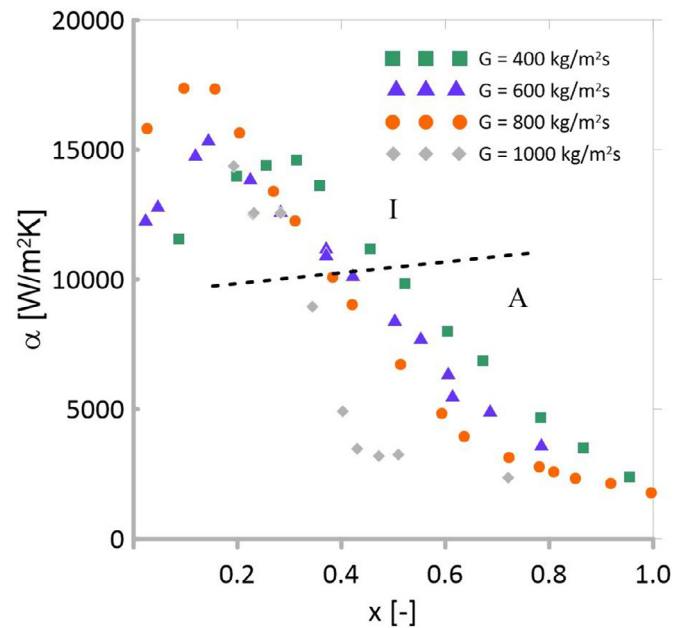 20000
15000
10000
5000
0
α [W/m²K]
G = 400 kg/m²s
G = 600 kg/m²s
G = 800 kg/m²s
G = 1000 kg/m²s
I
A
0.2 0.4 0.6 0.8 1.0
x [-]